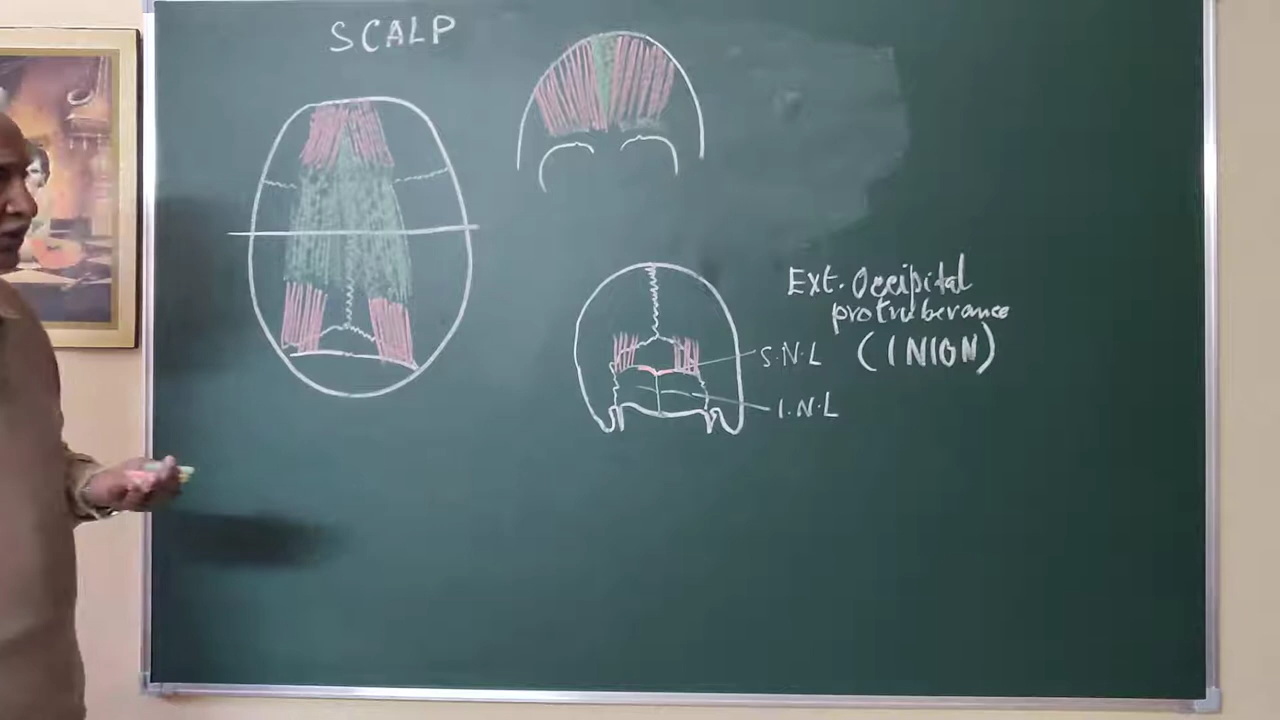 SCALP
Ext. Occipital
protuberance
(INION)
S.N.L
I.N.L